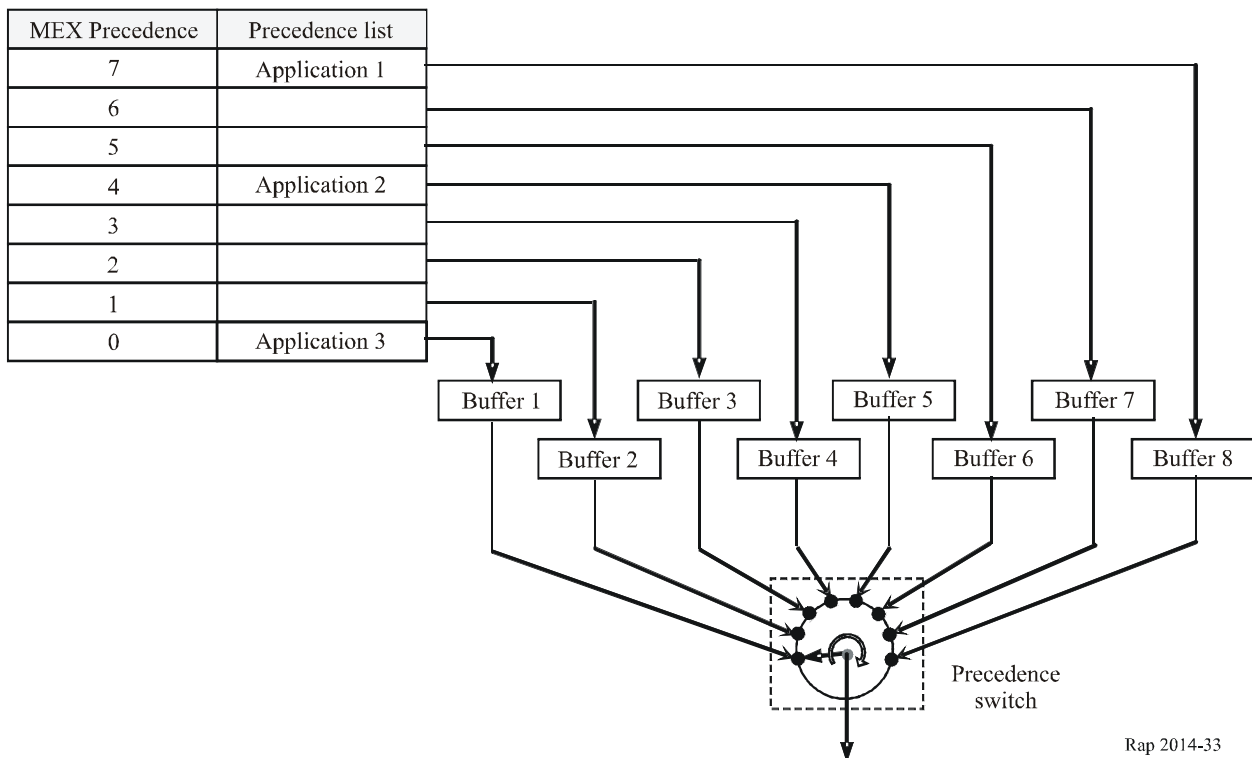 MEX Precedence Precedence list
7 Application 1
6
5
4 Application 2
3
2
1
0 Application 3
Buffer 1 Buffer 3 Buffer 5 Buffer 7
Buffer 2 Buffer 4 Buffer 6 Buffer 8
Precedence
switch
Rap 2014-33